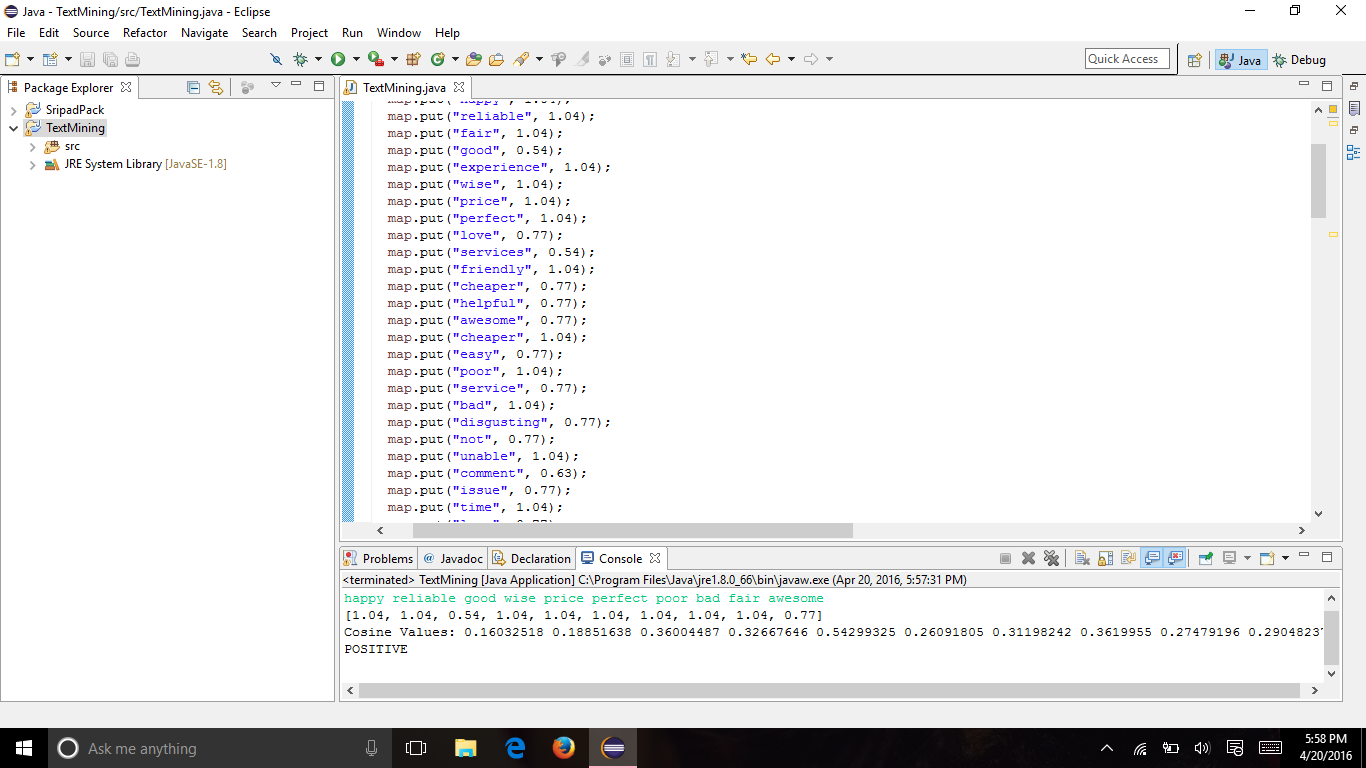 Java - TextMining/src/TextMining.java - Eclipse
File Edit Source Refactor Navigate Search Project Run Window Help
Quick Access
Java
Debug
Package Explorer
SripadPack
TextMining
src
JRE System Library [JavaSE-1.8]
TextMining.java
map.put("reliable", 1.04);
map.put("fair", 1.04);
map.put("good", 0.54);
map.put("experience", 1.04);
map.put("wise", 1.04);
map.put("price", 1.04);
map.put("perfect", 1.04);
map.put("love", 0.77);
map.put("services", 0.54);
map.put("friendly", 1.04);
map.put("cheaper", 0.77);
map.put("helpful", 0.77);
map.put("awesome", 0.77);
map.put("cheaper", 1.04);
map.put("easy", 0.77);
map.put("poor", 1.04);
map.put("service", 0.77);
map.put("bad", 1.04);
map.put("disgusting", 0.77);
map.put("not", 0.77);
map.put("unable", 1.04);
map.put("comment", 0.63);
map.put("issue", 0.77);
map.put("time", 1.04);
Problems @ Javadoc Declaration Console
<terminated> TextMining [Java Application] C:\Program Files\Java\jre1.8.0_66\bin\javaw.exe (Apr 20, 2016, 5:57:31 PM)
happy reliable good wise price perfect poor bad fair awesome
[1.04, 1.04, 0.54, 1.04, 1.04, 1.04, 1.04, 1.04, 1.04, 0.77]
Cosine Values: 0.16032518 0.18851638 0.36004487 0.32667646 0.54299325 0.26091805 0.31198242 0.3619955 0.27479196 0.2904823
POSITIVE
Ask me anything
5:58 PM
4/20/2016